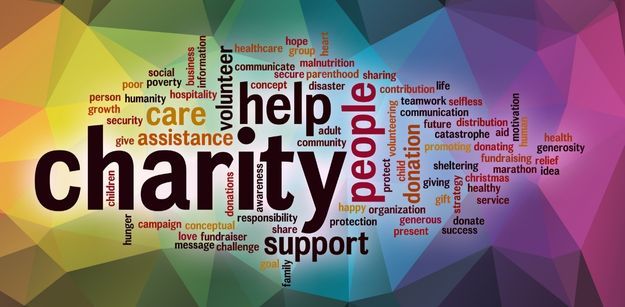 hope
heart
healthcare
group
business
information
volunteer
communicate
malnutrition
social
poverty
poor
secure
parenthood
sharing
hospitality
concept
disaster
contribution
life
person
humanity
growth
care
help
people
teamwork
selfless
communication
motivation
security
volunteering
future
distribution
human
give
assistance
adult
community
catastrophe
aid
health
generosity
promoting
donating
charity
protect
child
donation
fundraising
relief
sheltering
marathon
idea
children
donations
awareness
giving
strategy
christmas
healthy
gift
service
hunger
campaign
conceptual
responsibility
happy
organization
generous
donate
love
fundraiser
share
protection
present
success
message
challenge
support
goal
family